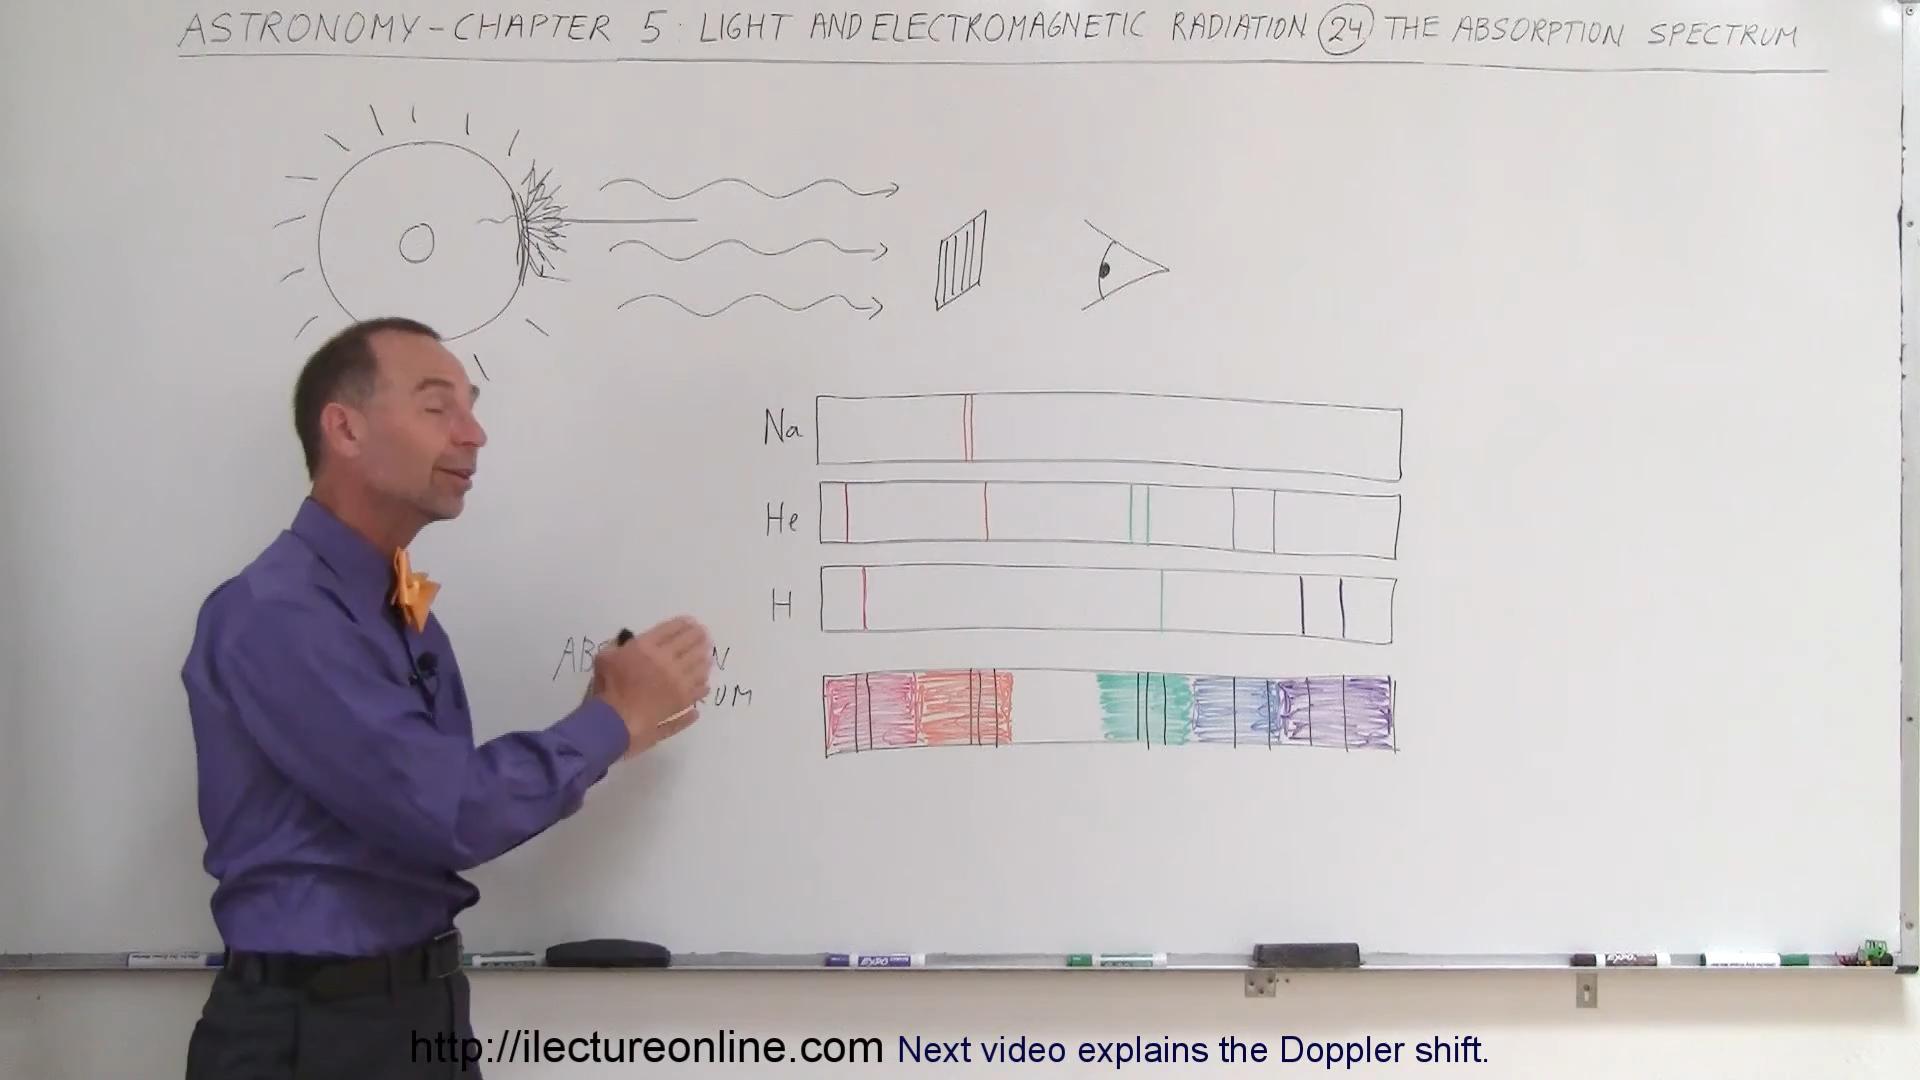 ASTRONOMY - CHAPTER 5: LIGHT AND ELECTROMAGNETIC RADIATION 24 THE ABSORPTION SPECTRUM
Na
He
H
EXPO
http://ilectureonline.com Next video explains the Doppler shift.